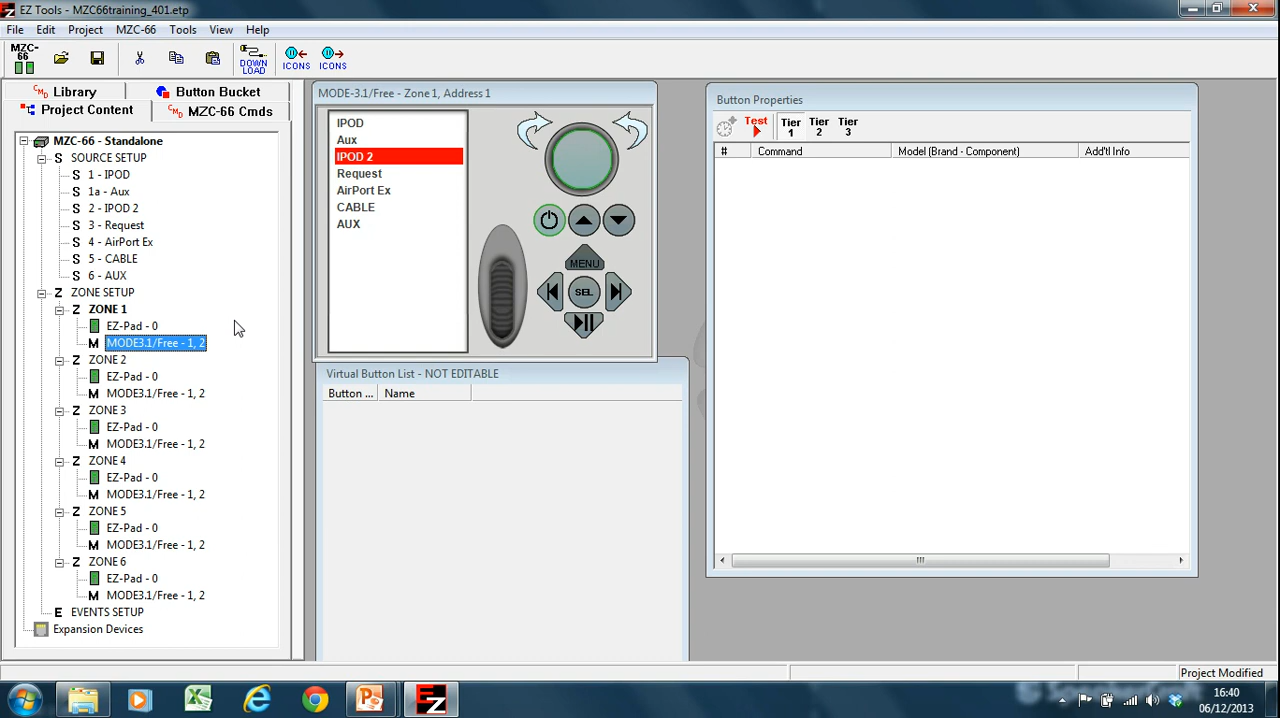 EZ Tools - MZC66training_401.etp
File Edit Project MZC-66 Tools View Help
MZC-
66
DOWN
LOAD
ICONS
ICONS
Library
Button Bucket
Project Content
MZC-66 Cmds
MZC-66 - Standalone
S SOURCE SETUP
S 1 - IPOD
S 1a - Aux
S 2 - IPOD 2
S 3 - Request
S 4 - AirPort Ex
S 5 - CABLE
S 6 - AUX
Z ZONE SETUP
Z ZONE 1
EZ-Pad - 0
M MODE3.1/Free - 1, 2
Z ZONE 2
EZ-Pad - 0
M MODE3.1/Free - 1, 2
Z ZONE 3
EZ-Pad - 0
M MODE3.1/Free - 1, 2
Z ZONE 4
EZ-Pad - 0
M MODE3.1/Free - 1, 2
Z ZONE 5
EZ-Pad - 0
M MODE3.1/Free - 1, 2
Z ZONE 6
EZ-Pad - 0
M MODE3.1/Free - 1, 2
E EVENTS SETUP
Expansion Devices
MODE-3.1/Free - Zone 1, Address 1
IPOD
Aux
IPOD 2
Request
AirPort Ex
CABLE
AUX
MENU
SEL
Virtual Button List - NOT EDITABLE
Button ... Name
Button Properties
Test Tier 1 Tier 2 Tier 3
# Command Model (Brand - Component) Add'tl Info
Project Modified
16:40
06/12/2013